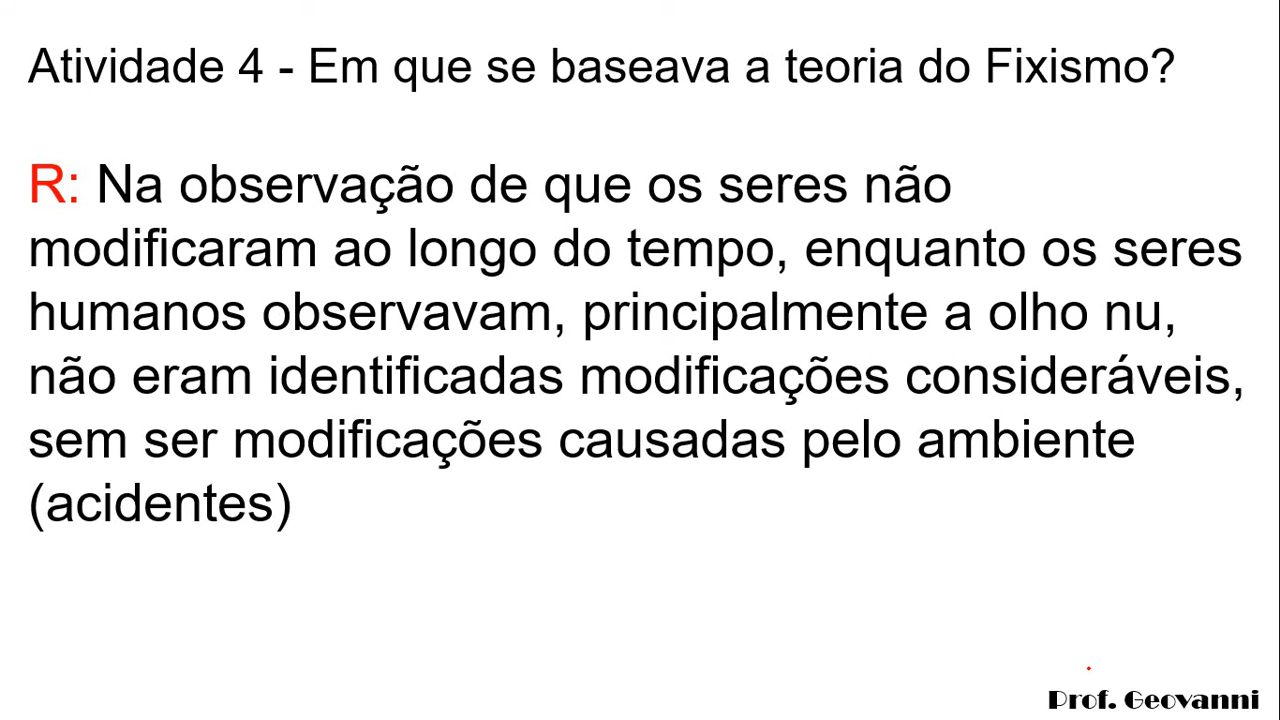 Atividade 4 - Em que se baseava a teoria do Fixismo?
R: Na observação de que os seres não
modificaram ao longo do tempo, enquanto os seres
humanos observavam, principalmente a olho nu,
não eram identificadas modificações consideráveis,
sem ser modificações causadas pelo ambiente
(acidentes)
Prof. Geovanni